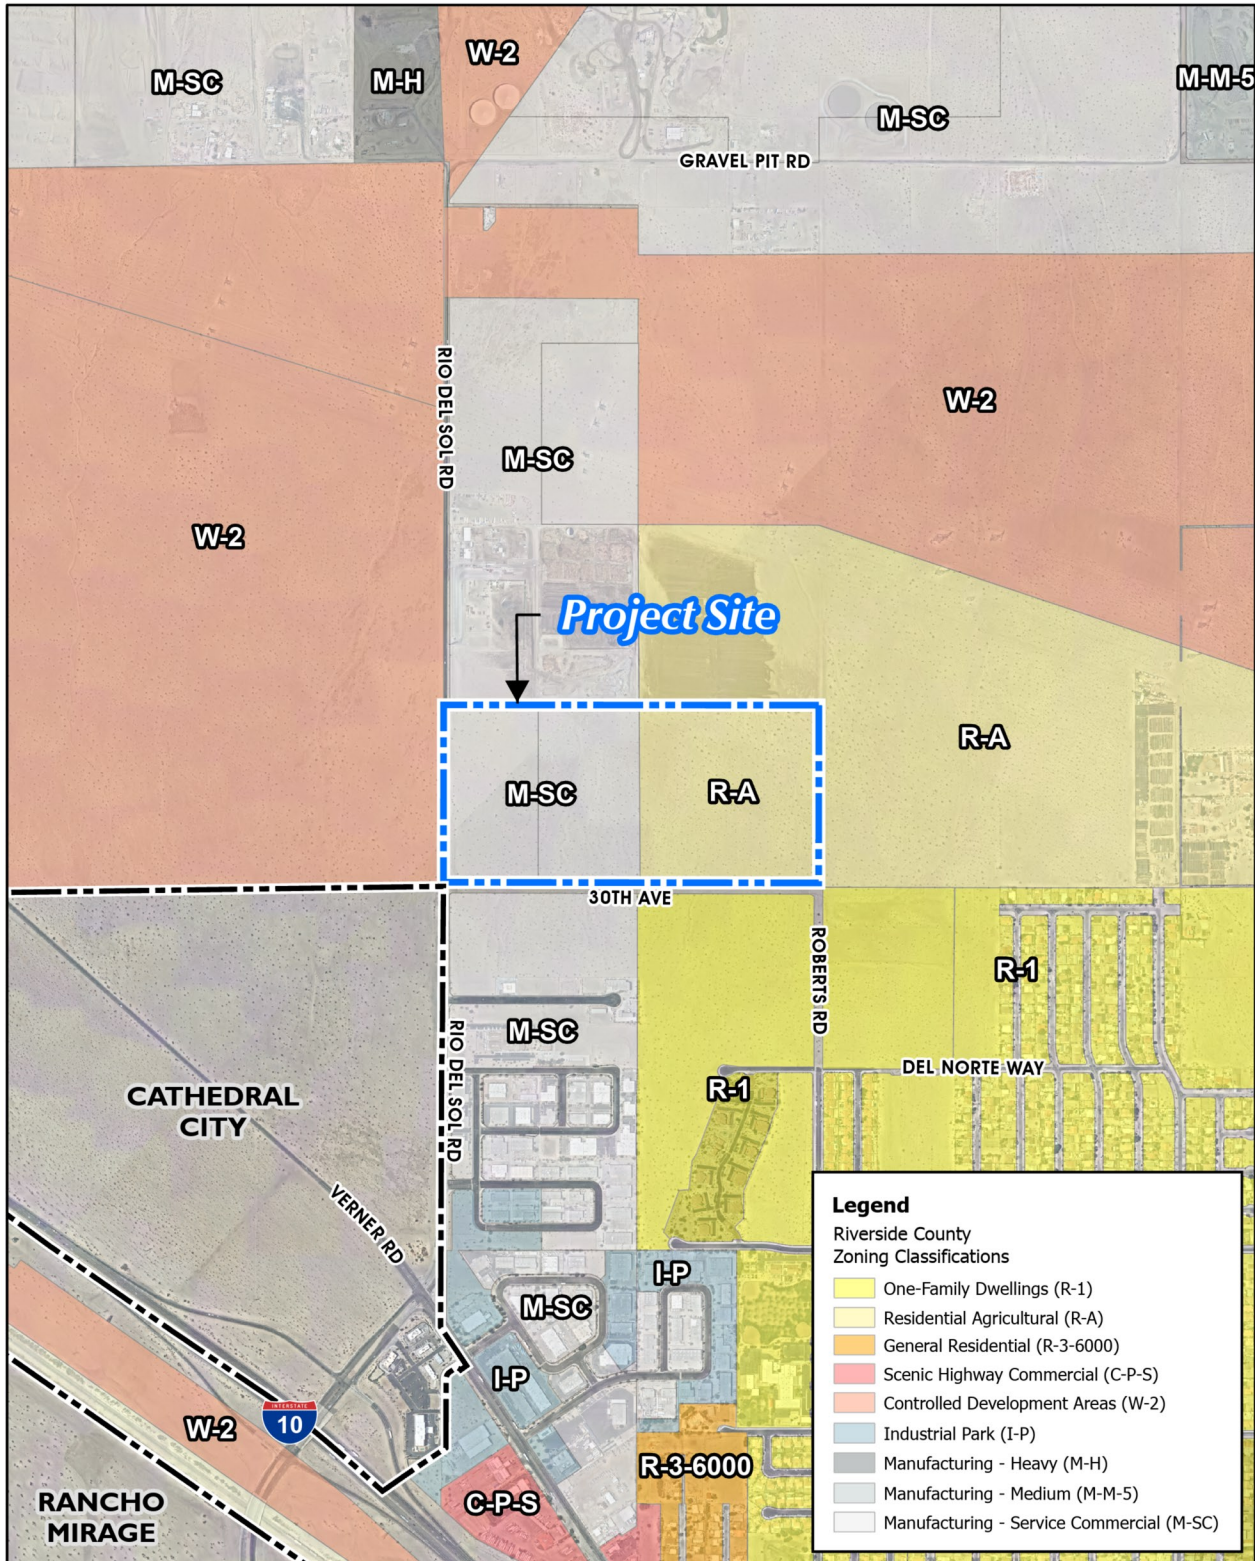 W-2
M-SC
M-H
M-M-5
M-SC
GRAVEL PIT RD
RIO DEL SOL RD
W-2
M-SC
W-2
Project Site
R-A
M-SC
R-A
30TH AVE
ROBERTS RD
R-1
M-SC
RIO DEL SOL RD
DEL NORTE WAY
R-1
CATHEDRAL
CITY
VERNER RD
I-P
M-SC
I-P
INTERSTATE
10
W-2
R-3-6000
C-P-S
RANCHO
MIRAGE
Legend
Riverside County
Zoning Classifications
One-Family Dwellings (R-1)
Residential Agricultural (R-A)
General Residential (R-3-6000)
Scenic Highway Commercial (C-P-S)
Controlled Development Areas (W-2)
Industrial Park (I-P)
Manufacturing - Heavy (M-H)
Manufacturing - Medium (M-M-5)
Manufacturing - Service Commercial (M-SC)